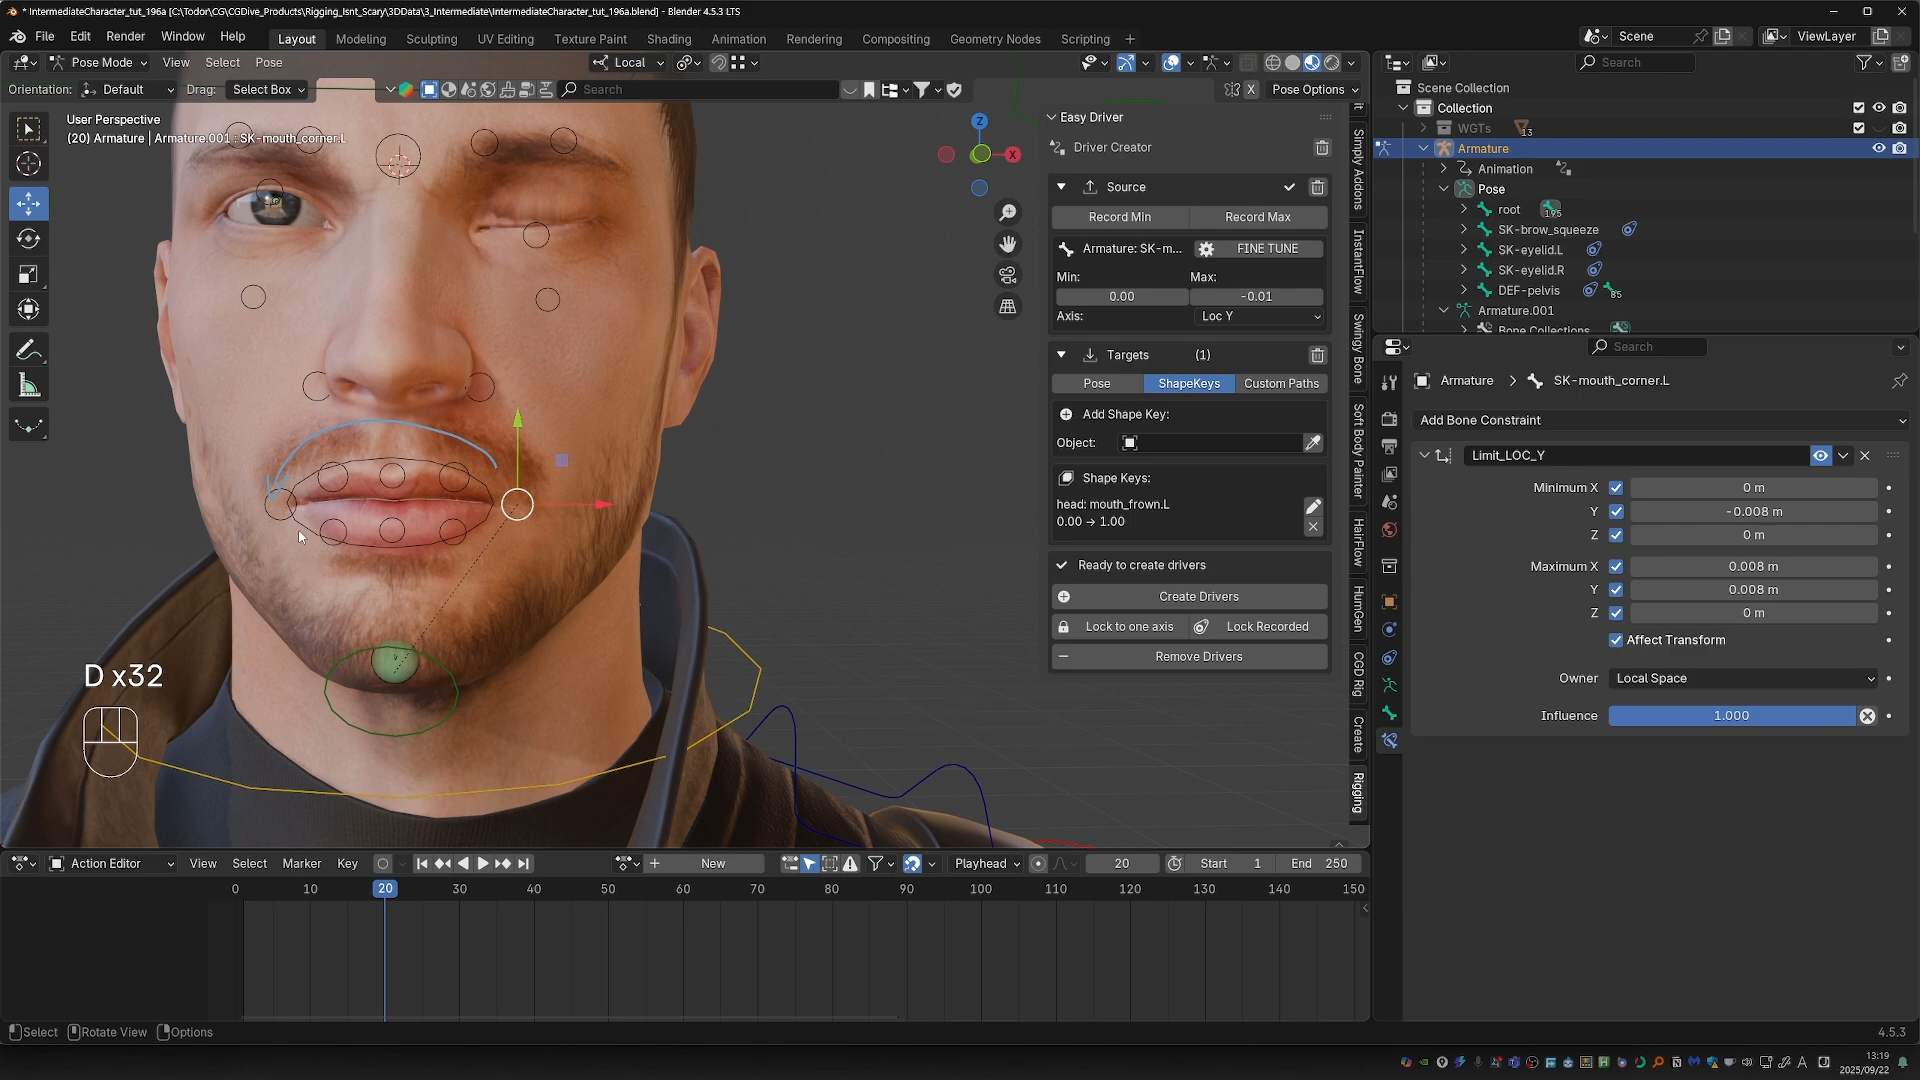 * IntermediateCharacter_tut_196a [C:\Todor\CG\CGDive_Products\Rigging_Isnt_Scary\3DData\3_Intermediate\IntermediateCharacter_tut_196a.blend] - Blender 4.5.3 LTS
File Edit Render Window Help Layout Modeling Sculpting UV Editing Texture Paint Shading Animation Rendering Compositing Geometry Nodes Scripting + Scene ViewLayer
Pose Mode View Select Pose Local Search
Orientation: Default Drag: Select Box Search X Pose Options
User Perspective
(20) Armature | Armature.001 : SK-mouth_corner.L
Z
X
Easy Driver
Driver Creator
Source
Record Min Record Max
Armature: SK-m... FINE TUNE
Min: Max:
0.00 -0.01
Axis: Loc Y
Targets (1)
Pose ShapeKeys Custom Paths
Add Shape Key:
Object:
Shape Keys:
head: mouth_frown.L
0.00 → 1.00
Ready to create drivers
Create Drivers
Lock to one axis Lock Recorded
Remove Drivers
Simply Addons
InstantFlow
Swingy Bone
Soft Body Painter
HairFlow
HumGen
CGD Rig
Create
Rigging
Scene Collection
Collection
WGTs 13
Armature
Animation
Pose
root 195
SK-brow_squeeze
SK-eyelid.L
SK-eyelid.R
DEF-pelvis 85
Armature.001
Bone Collections
Search
Armature > SK-mouth_corner.L
Add Bone Constraint
Limit_LOC_Y
Minimum X 0 m
Y -0.008 m
Z 0 m
Maximum X 0.008 m
Y 0.008 m
Z 0 m
Affect Transform
Owner Local Space
Influence 1.000
D x32
Action Editor View Select Marker Key New Playhead 20 Start 1 End 250
0 10 20 30 40 50 60 70 80 90 100 110 120 130 140 150
Select Rotate View Options 4.5.3
13:19
2025/09/22